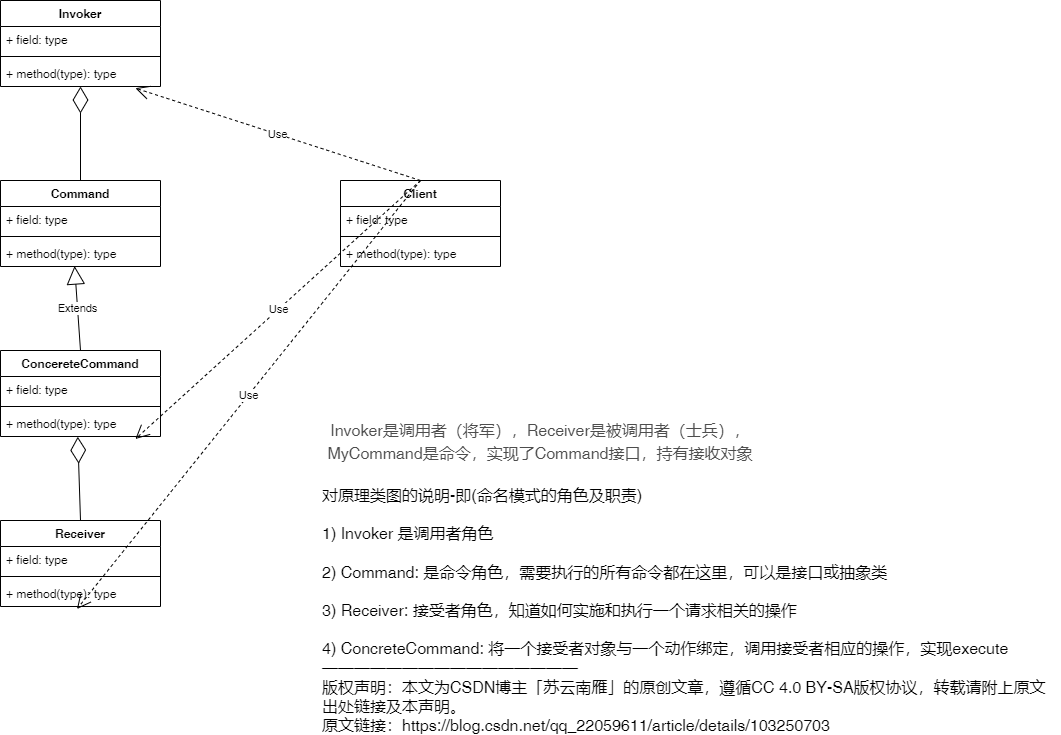 Invoker
+ field: type
+ method(type): type
Use
Command
+ field: type
+ method(type): type
Client
+ field: type
+ method(type): type
Extends
Use
ConcereteCommand
+ field: type
+ method(type): type
Use
Receiver
+ field: type
+ method(type): type
Invoker是调用者（将军），Receiver是被调用者（士兵），
MyCommand是命令，实现了Command接口，持有接收对象
对原理类图的说明-即(命名模式的角色及职责)
1) Invoker 是调用者角色
2) Command: 是命令角色，需要执行的所有命令都在这里，可以是接口或抽象类
3) Receiver: 接受者角色，知道如何实施和执行一个请求相关的操作
4) ConcreteCommand: 将一个接受者对象与一个动作绑定，调用接受者相应的操作，实现execute
————————————————
版权声明：本文为CSDN博主「苏云南雁」的原创文章，遵循CC 4.0 BY-SA版权协议，转载请附上原文
出处链接及本声明。
原文链接：https://blog.csdn.net/qq_22059611/article/details/103250703